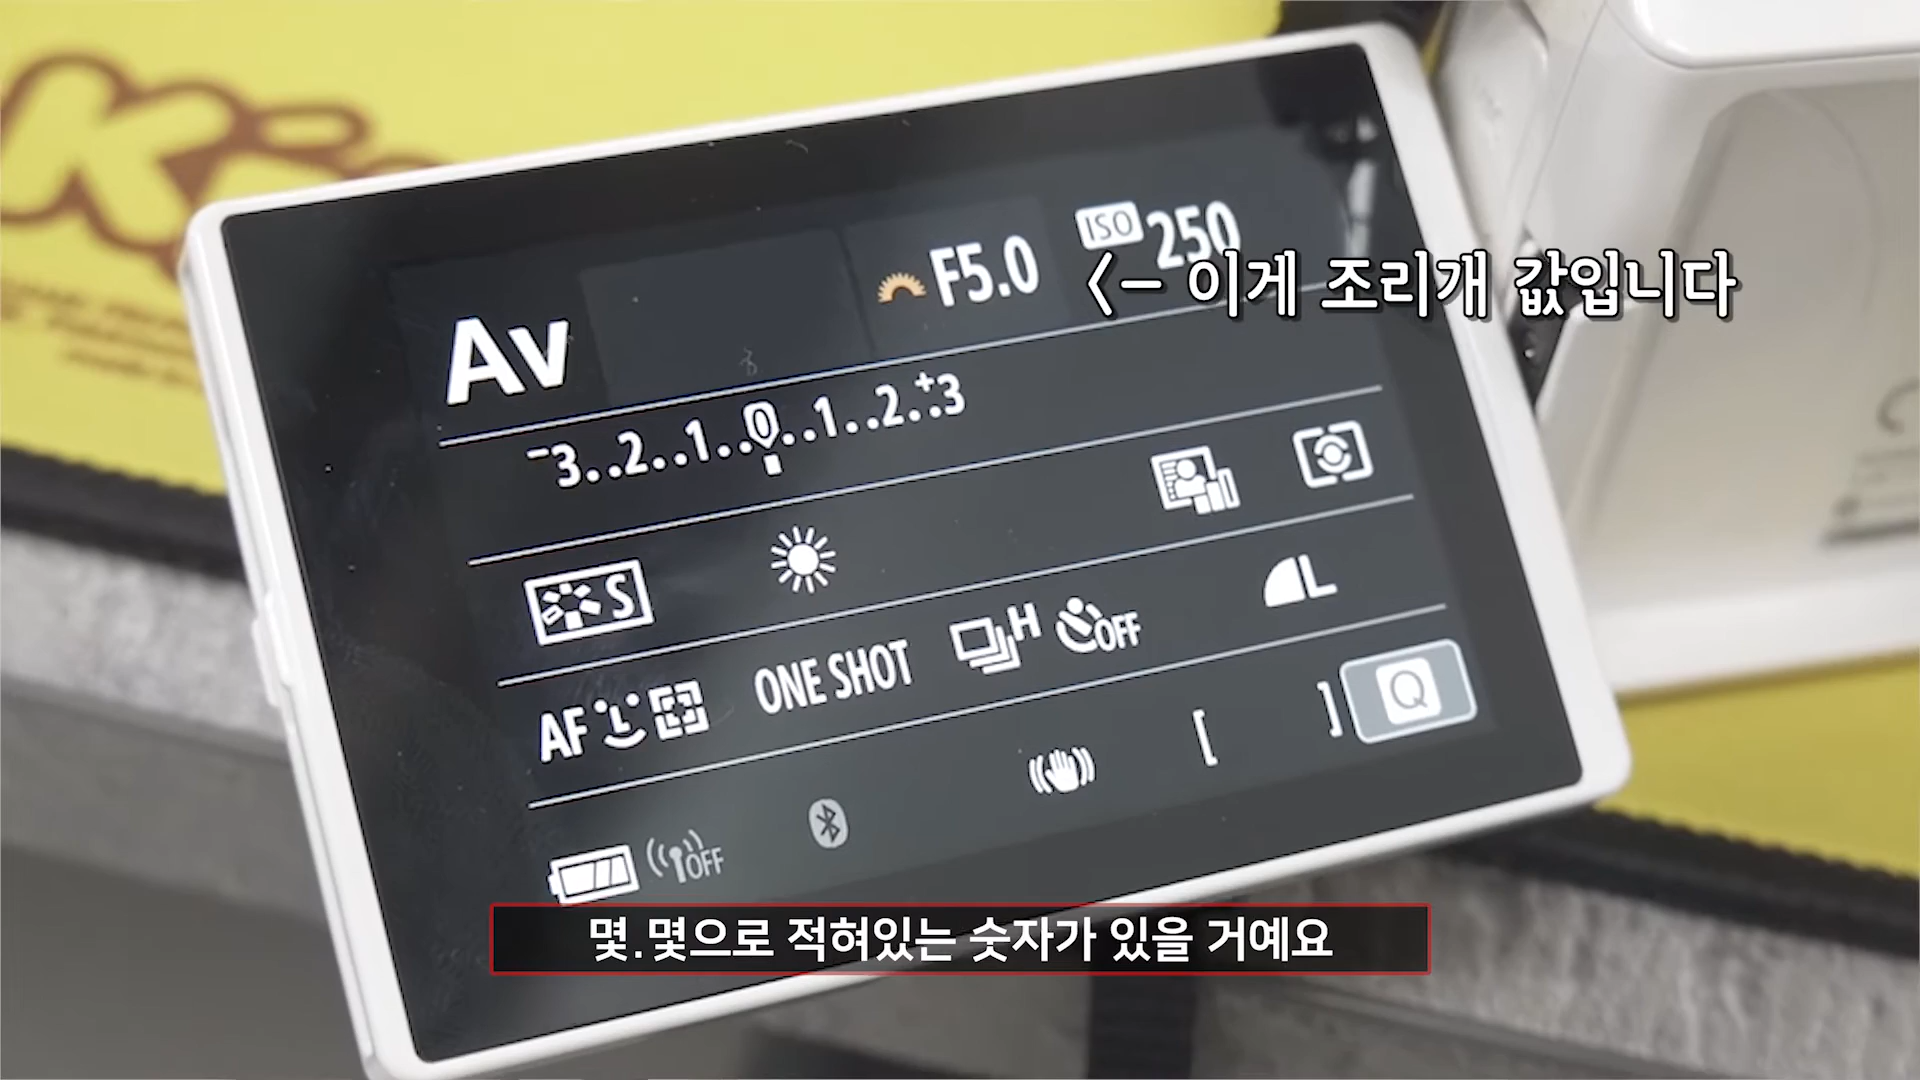 F5.0 ISO 250
<- 이게 조리개 값입니다
Av
-3..2..1..0..1..2..+3
S
AF ONE SHOT H OFF L
[ ] Q
OFF
몇.몇으로 적혀있는 숫자가 있을 거예요